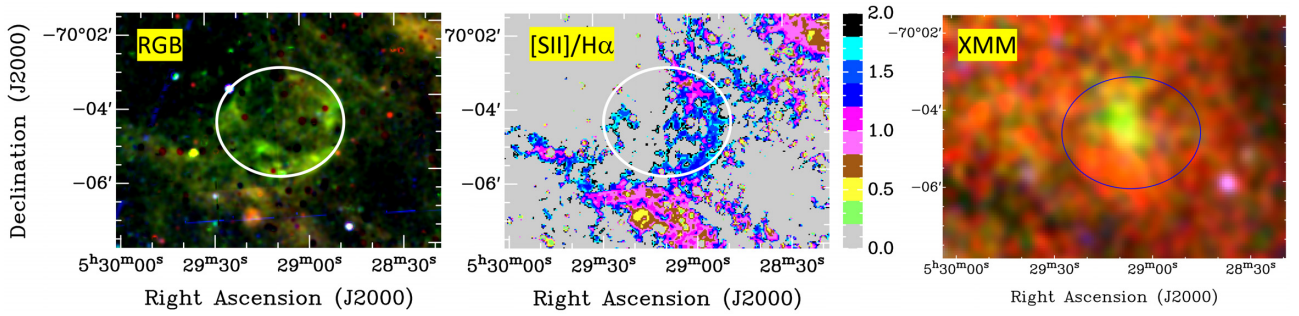 RGB
[SII]/Hα
XMM
Declination (J2000)
−70°02′
−04′
−06′
5ʰ30ᵐ00ˢ
29ᵐ30ˢ
29ᵐ00ˢ
28ᵐ30ˢ
Right Ascension (J2000)
70°02′
−04′
−06′
5ʰ30ᵐ00ˢ
29ᵐ30ˢ
29ᵐ00ˢ
28ᵐ30ˢ
Right Ascension (J2000)
2.0
1.5
1.0
0.5
0.0
−70°02′
−04′
−06′
5ʰ30ᵐ00ˢ
29ᵐ30ˢ
29ᵐ00ˢ
28ᵐ30ˢ
Right Ascension (J2000)